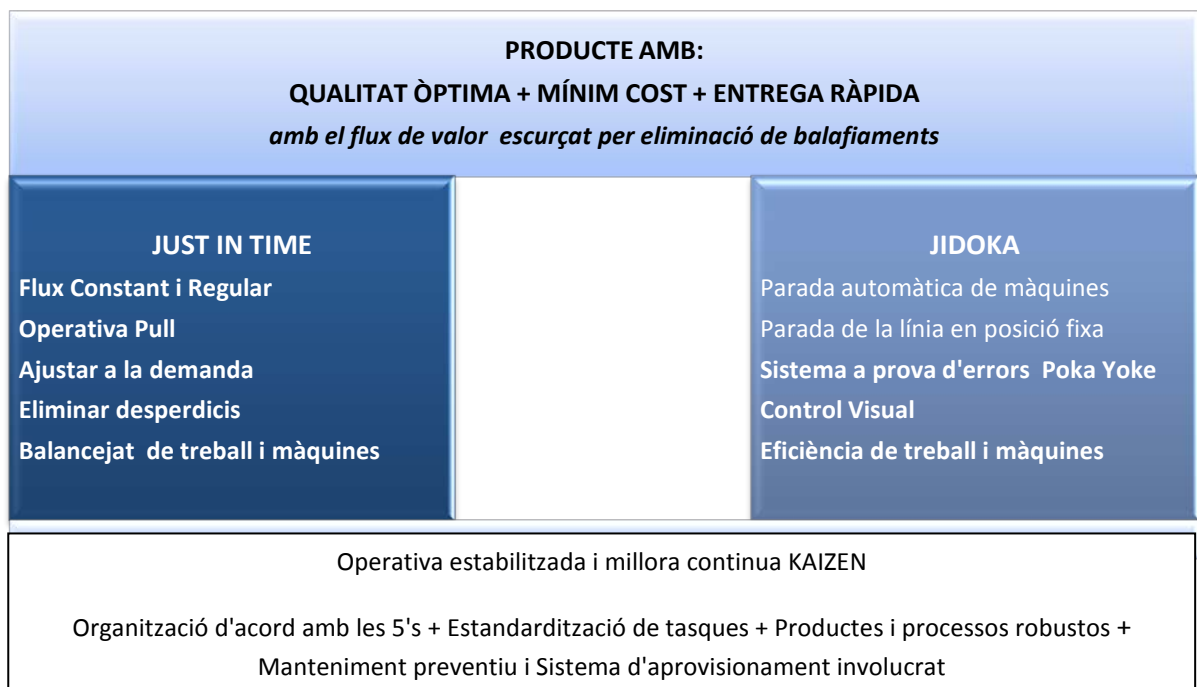 PRODUCTE AMB:
QUALITAT ÒPTIMA + MÍNIM COST + ENTREGA RÀPIDA
amb el flux de valor escurçat per eliminació de balafiaments
JUST IN TIME
Flux Constant i Regular
Operativa Pull
Ajustar a la demanda
Eliminar desperdicis
Balancejat de treball i màquines
JIDOKA
Parada automàtica de màquines
Parada de la línia en posició fixa
Sistema a prova d'errors Poka Yoke
Control Visual
Eficiència de treball i màquines
Operativa estabilitzada i millora continua KAIZEN
Organització d'acord amb les 5's + Estandardització de tasques + Productes i processos robustos +
Manteniment preventiu i Sistema d'aprovisionament involucrat